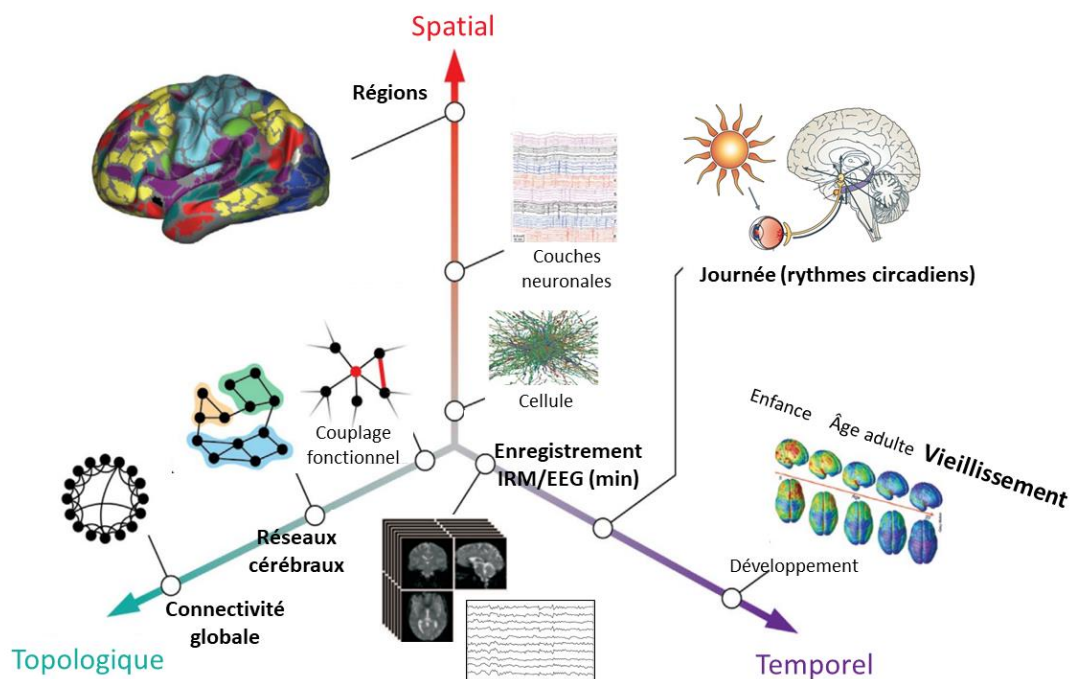 Spatial
Régions
Couches
neuronales
Journée (rythmes circadiens)
Cellule
Couplage
fonctionnel
Enregistrement
IRM/EEG (min)
Enfance
Âge adulte
Vieillissement
Réseaux
cérébraux
Développement
Connectivité
globale
Topologique
Temporel